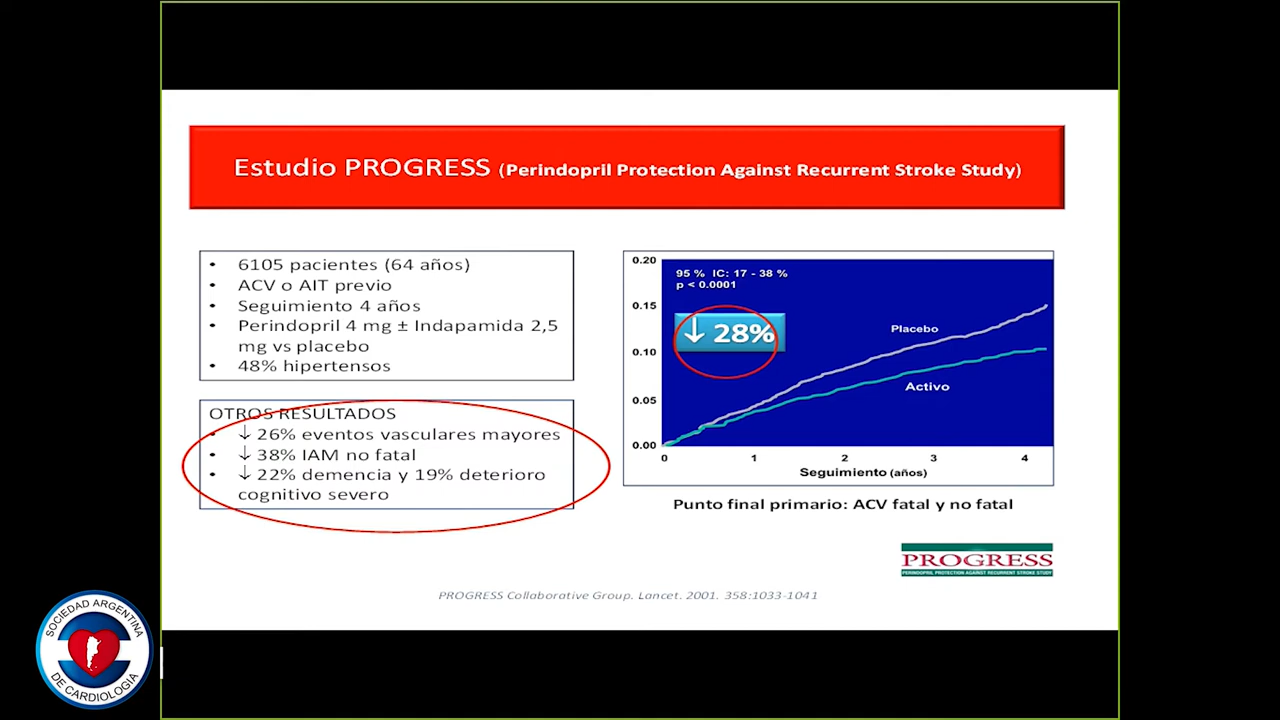 Estudio PROGRESS (Perindopril Protection Against Recurrent Stroke Study)
• 6105 pacientes (64 años)
• ACV o AIT previo
• Seguimiento 4 años
• Perindopril 4 mg ± Indapamida 2,5
mg vs placebo
• 48% hipertensos
OTROS RESULTADOS
• ↓ 26% eventos vasculares mayores
• ↓ 38% IAM no fatal
• ↓ 22% demencia y 19% deterioro
cognitivo severo
0.20
0.15
0.10
0.05
0.00
95 % IC: 17 - 38 %
p < 0.0001
↓ 28%
Placebo
Activo
0 1 2 3 4
Seguimiento (años)
Punto final primario: ACV fatal y no fatal
PROGRESS
PERINDOPRIL PROTECTION AGAINST RECURRENT STROKE STUDY
PROGRESS Collaborative Group. Lancet. 2001. 358:1033-1041
SOCIEDAD ARGENTINA
DE CARDIOLOGIA